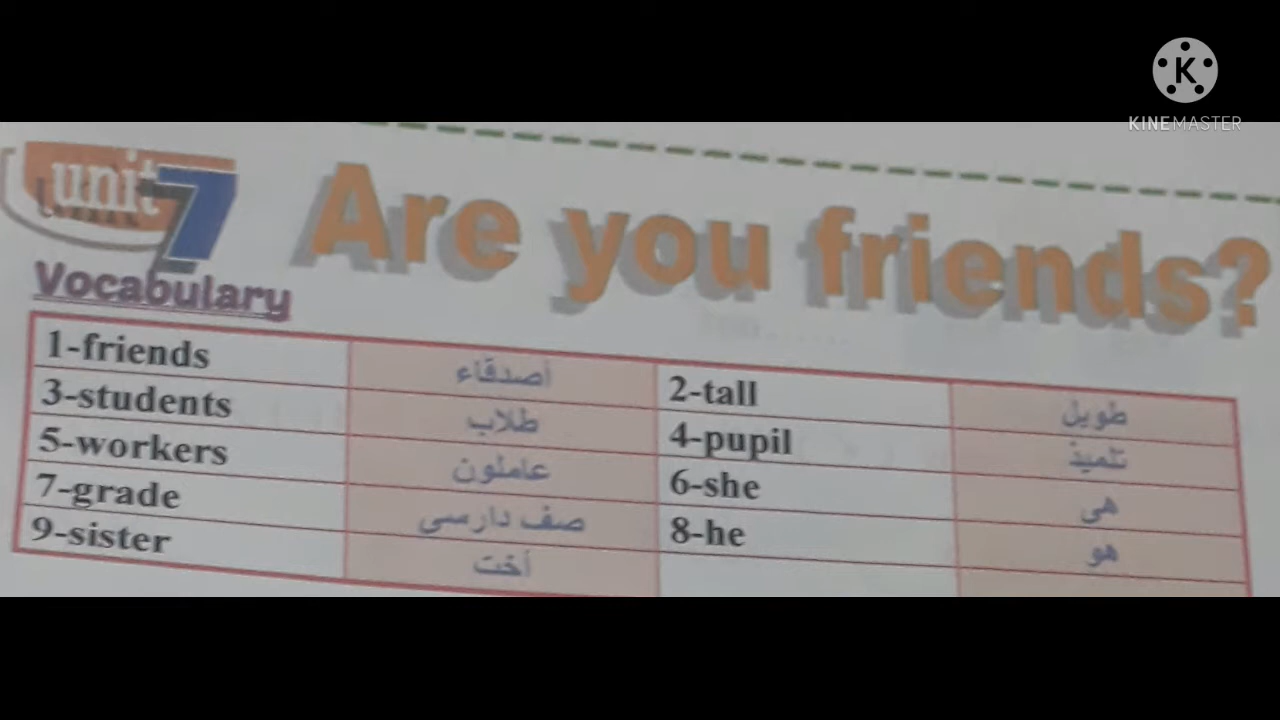 KINEMASTER
unit 7 Are you friends?
Vocabulary
1-friends أصدقاء 2-tall طويل
3-students طلاب 4-pupil تلميذ
5-workers عاملون 6-she هى
7-grade صف دارسى 8-he هو
9-sister أخت